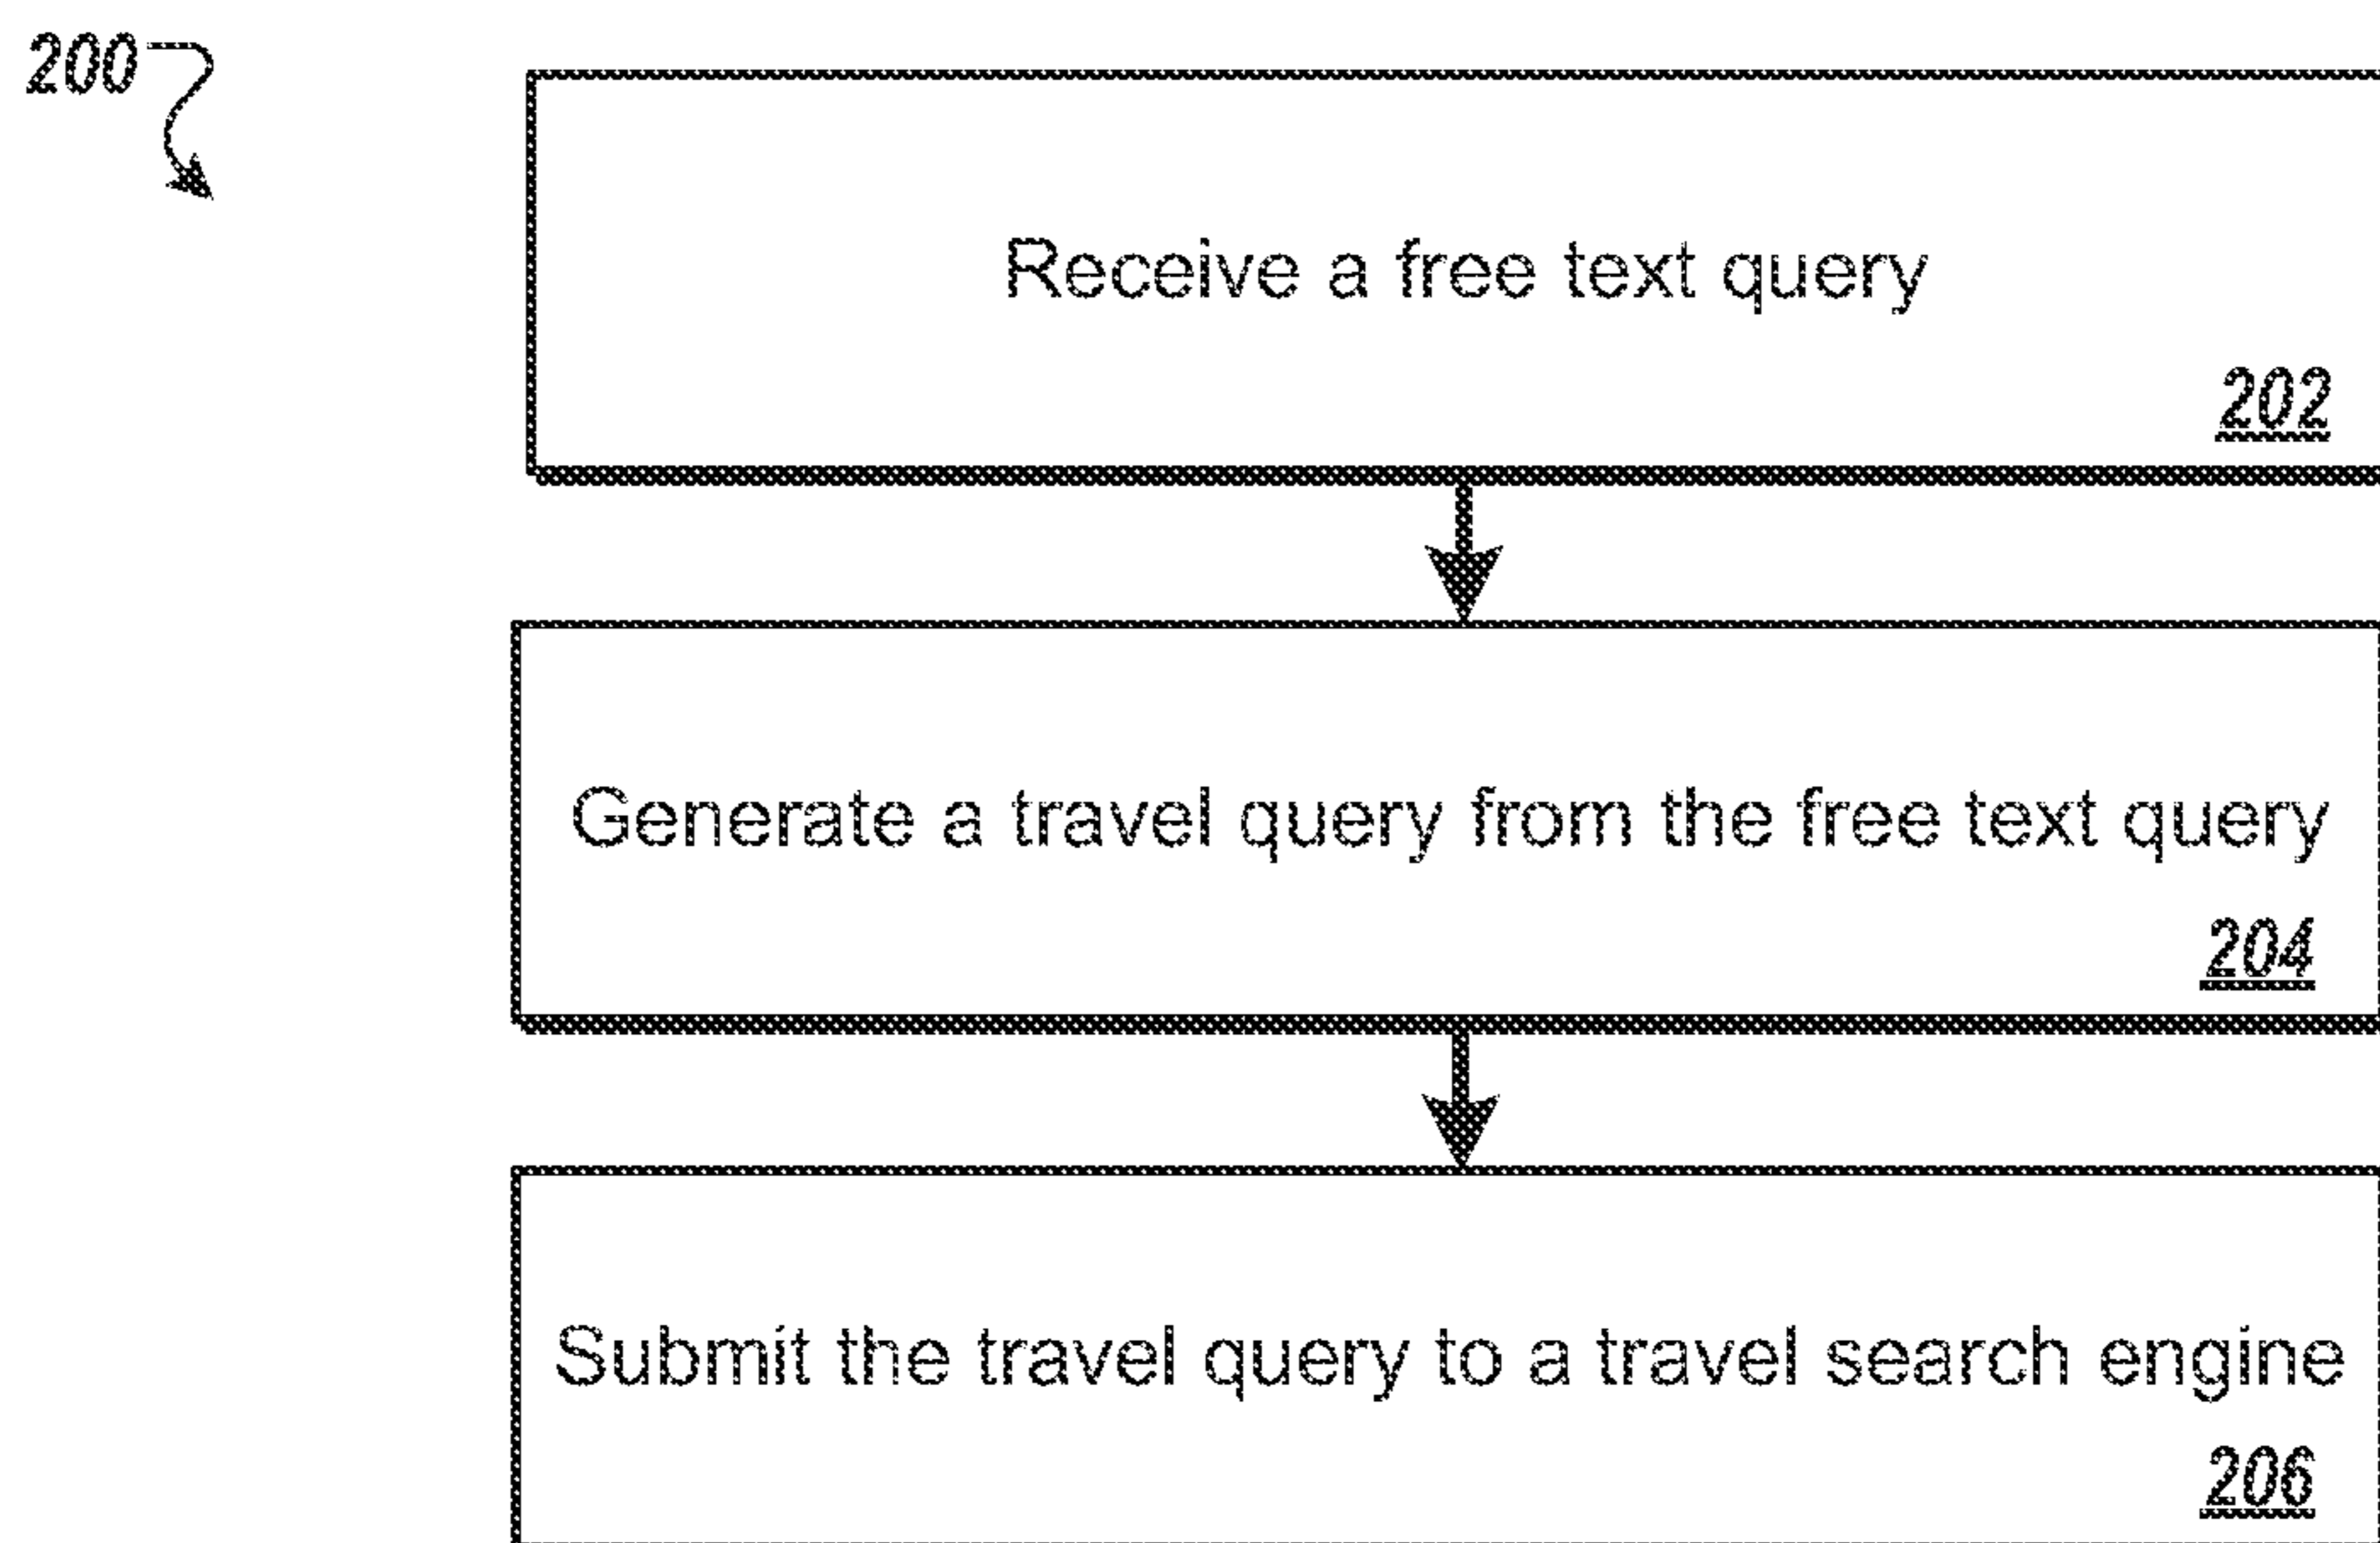 200
Receive a free text query
202
Generate a travel query from the free text query
204
Submit the travel query to a travel search engine
206